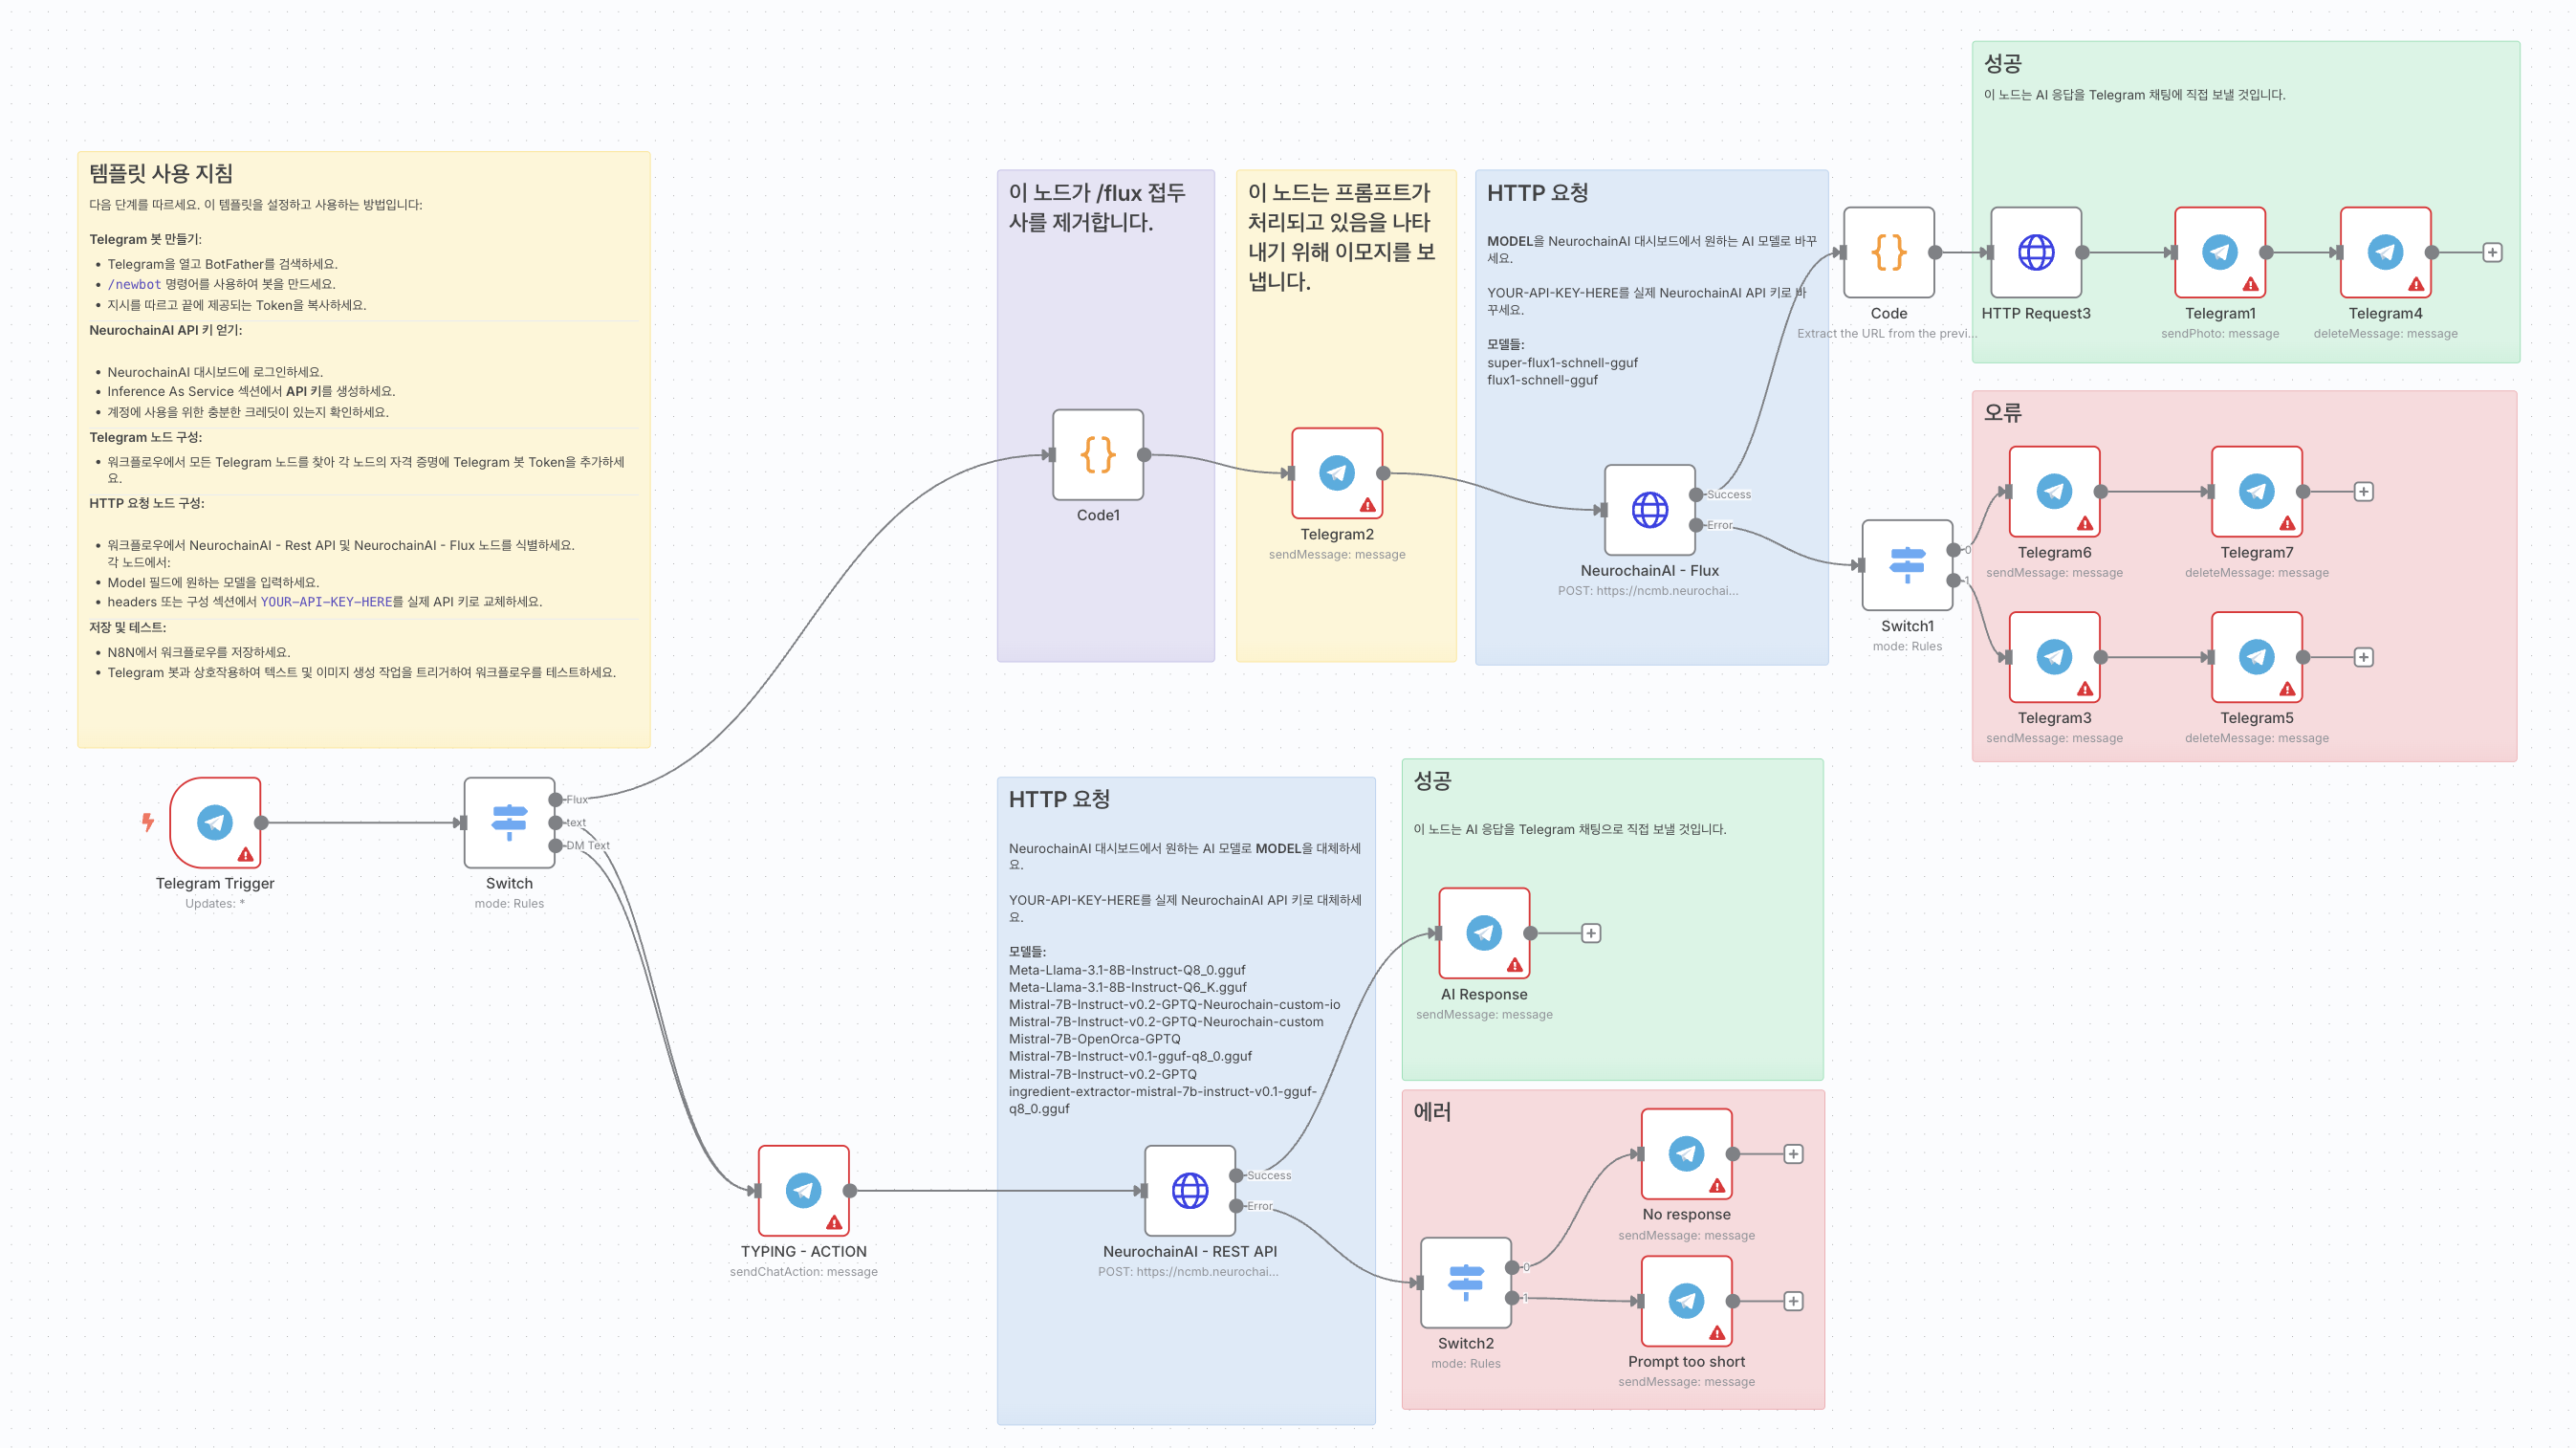 템플릿 사용 지침
다음 단계를 따르세요. 이 템플릿을 설정하고 사용하는 방법입니다:
Telegram 봇 만들기:
• Telegram을 열고 BotFather를 검색하세요.
• /newbot 명령어를 사용하여 봇을 만드세요.
• 지시를 따르고 끝에 제공되는 Token을 복사하세요.
NeurochainAI API 키 얻기:
• NeurochainAI 대시보드에 로그인하세요.
• Inference As Service 섹션에서 API 키를 생성하세요.
• 계정에 사용을 위한 충분한 크레딧이 있는지 확인하세요.
Telegram 노드 구성:
• 워크플로우에서 모든 Telegram 노드를 찾아 각 노드의 자격 증명에 Telegram 봇 Token을 추가하세
요.
HTTP 요청 노드 구성:
• 워크플로우에서 NeurochainAI - Rest API 및 NeurochainAI - Flux 노드를 식별하세요.
각 노드에서:
• Model 필드에 원하는 모델을 입력하세요.
• headers 또는 구성 섹션에서 YOUR-API-KEY-HERE를 실제 API 키로 교체하세요.
저장 및 테스트:
• N8N에서 워크플로우를 저장하세요.
• Telegram 봇과 상호작용하여 텍스트 및 이미지 생성 작업을 트리거하여 워크플로우를 테스트하세요.
Telegram Trigger
Updates: *
Flux
text
DM Text
Switch
mode: Rules
이 노드가 /flux 접두
사를 제거합니다.
Code1
이 노드는 프롬프트가
처리되고 있음을 나타
내기 위해 이모지를 보
냅니다.
Telegram2
sendMessage: message
HTTP 요청
MODEL을 NeurochainAI 대시보드에서 원하는 AI 모델로 바꾸
세요.
YOUR-API-KEY-HERE를 실제 NeurochainAI API 키로 바
꾸세요.
모델들:
super-flux1-schnell-gguf
flux1-schnell-gguf
Success
Error
NeurochainAI - Flux
POST: https://ncmb.neurochai...
Code
Extract the URL from the previ...
성공
이 노드는 AI 응답을 Telegram 채팅에 직접 보낼 것입니다.
HTTP Request3
Telegram1
sendPhoto: message
Telegram4
deleteMessage: message
0
1
Switch1
mode: Rules
오류
Telegram6
sendMessage: message
Telegram7
deleteMessage: message
Telegram3
sendMessage: message
Telegram5
deleteMessage: message
TYPING - ACTION
sendChatAction: message
HTTP 요청
NeurochainAI 대시보드에서 원하는 AI 모델로 MODEL을 대체하세
요.
YOUR-API-KEY-HERE를 실제 NeurochainAI API 키로 대체하세
요.
모델들:
Meta-Llama-3.1-8B-Instruct-Q8_0.gguf
Meta-Llama-3.1-8B-Instruct-Q6_K.gguf
Mistral-7B-Instruct-v0.2-GPTQ-Neurochain-custom-io
Mistral-7B-Instruct-v0.2-GPTQ-Neurochain-custom
Mistral-7B-OpenOrca-GPTQ
Mistral-7B-Instruct-v0.1-gguf-q8_0.gguf
Mistral-7B-Instruct-v0.2-GPTQ
ingredient-extractor-mistral-7b-instruct-v0.1-gguf-
q8_0.gguf
Success
Error
NeurochainAI - REST API
POST: https://ncmb.neurochai...
성공
이 노드는 AI 응답을 Telegram 채팅으로 직접 보낼 것입니다.
AI Response
sendMessage: message
에러
0
1
Switch2
mode: Rules
No response
sendMessage: message
Prompt too short
sendMessage: message